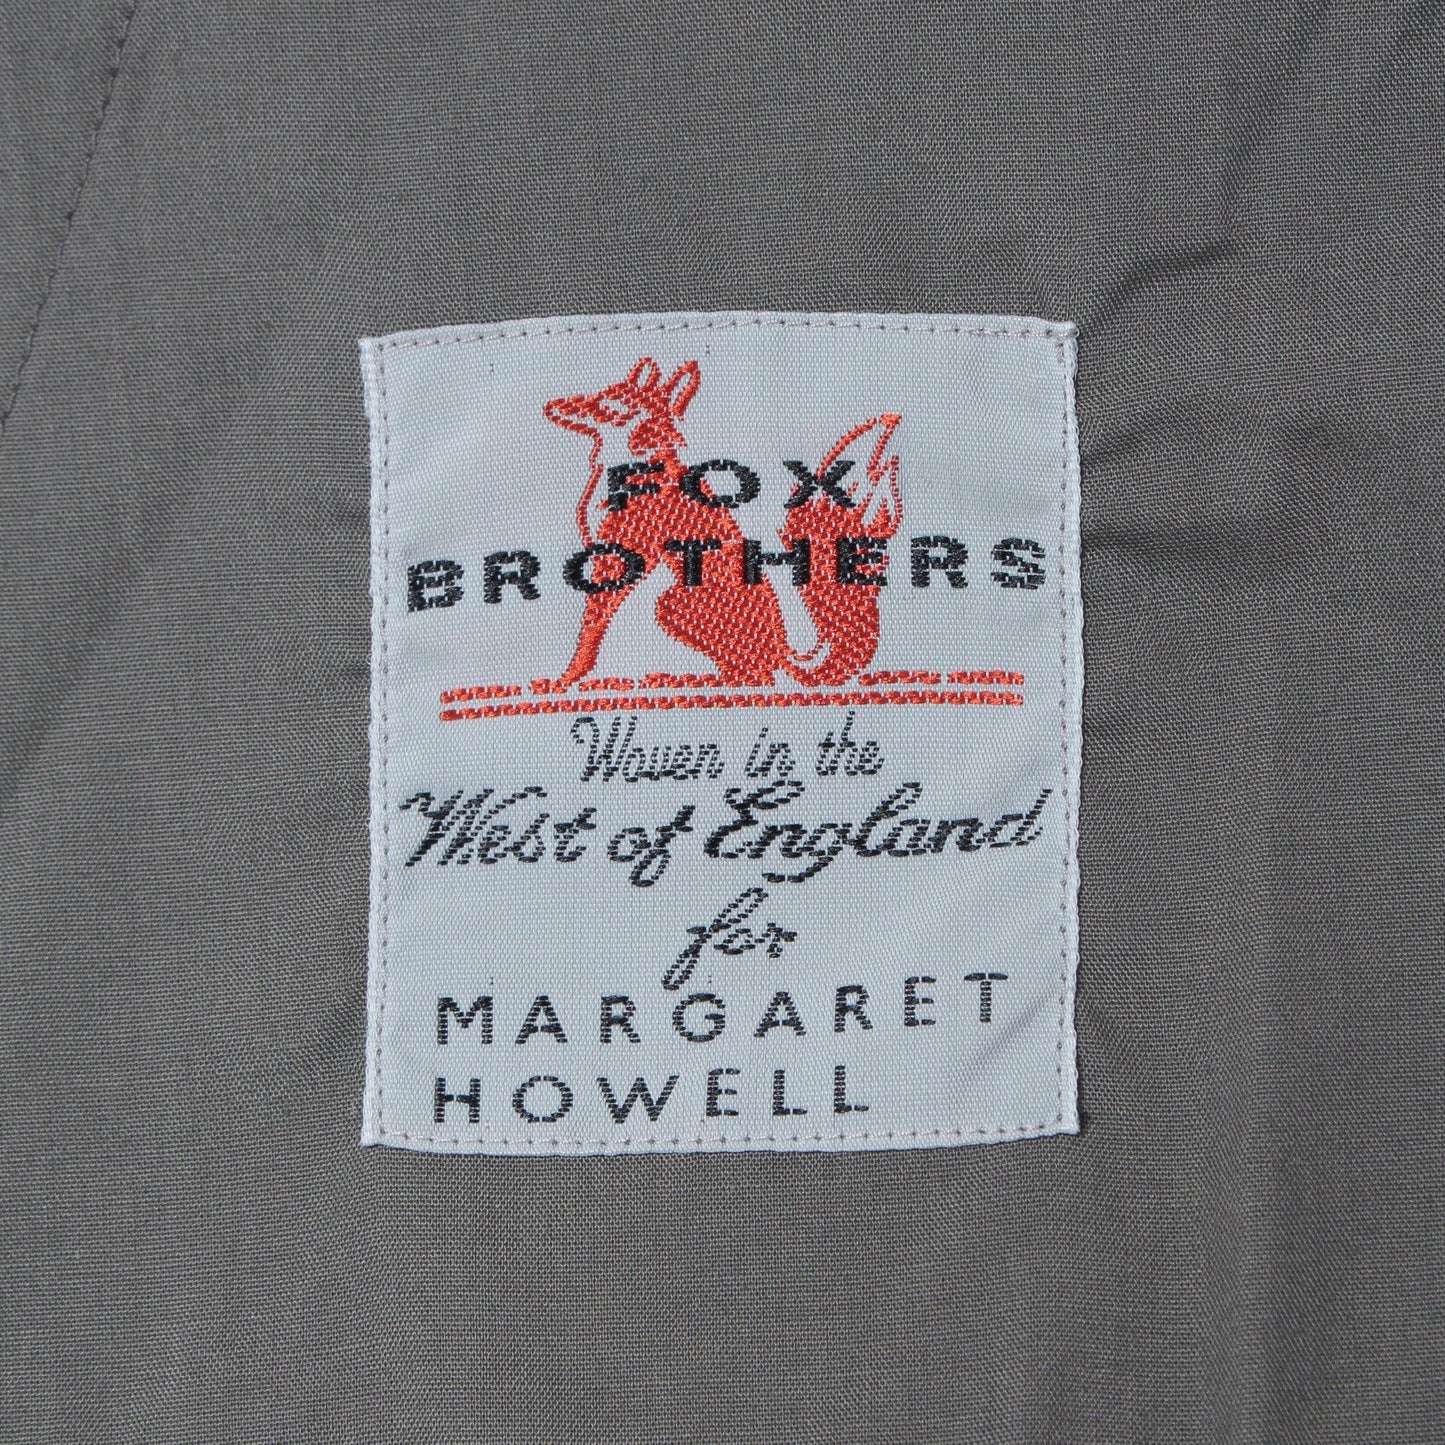 FOX
BROTHERS
Woven in the
West of England
for
MARGARET
HOWELL